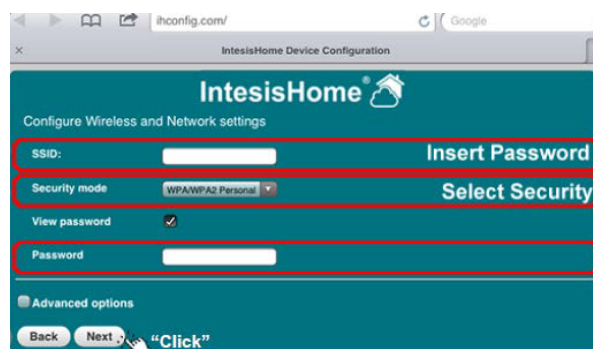 ihconfig.com/
Google
IntesisHome Device Configuration
IntesisHome®
Configure Wireless and Network settings
SSID: Insert Password
Security mode WPA/WPA2 Personal Select Security
View password
Password
Advanced options
Back Next "Click"